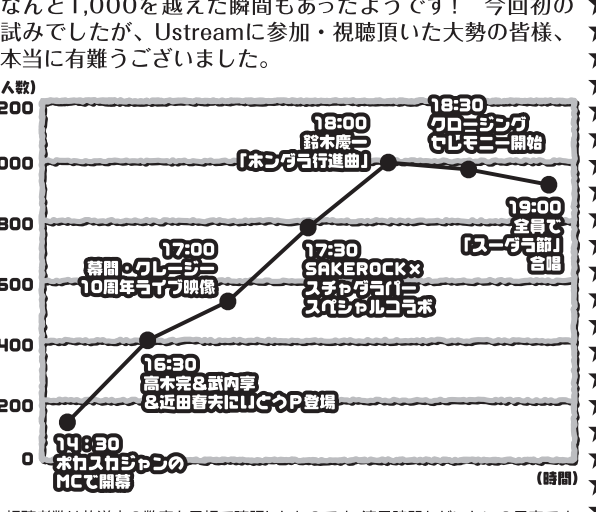 なんと1,000を越えた瞬間もあったようです！　今回初の
試みでしたが、Ustreamに参加・視聴頂いた大勢の皆様、
本当に有難うございました。
人数)
200
000
800
600
400
200
0
18:30
クロージング
セレモニー開始
18:00
鈴木慶一
「ホンダラ行進曲」
19:00
全員で
「スーダラ節」
合唱
17:00
幕間・クレージー
10周年ライブ映像
17:30
SAKEROCK×
スチャダラパー
スペシャルコラボ
16:30
高木完&武内享
&近田春夫にいとうP登場
14:30
ポカスカジャンの
MCで開幕
(時間)